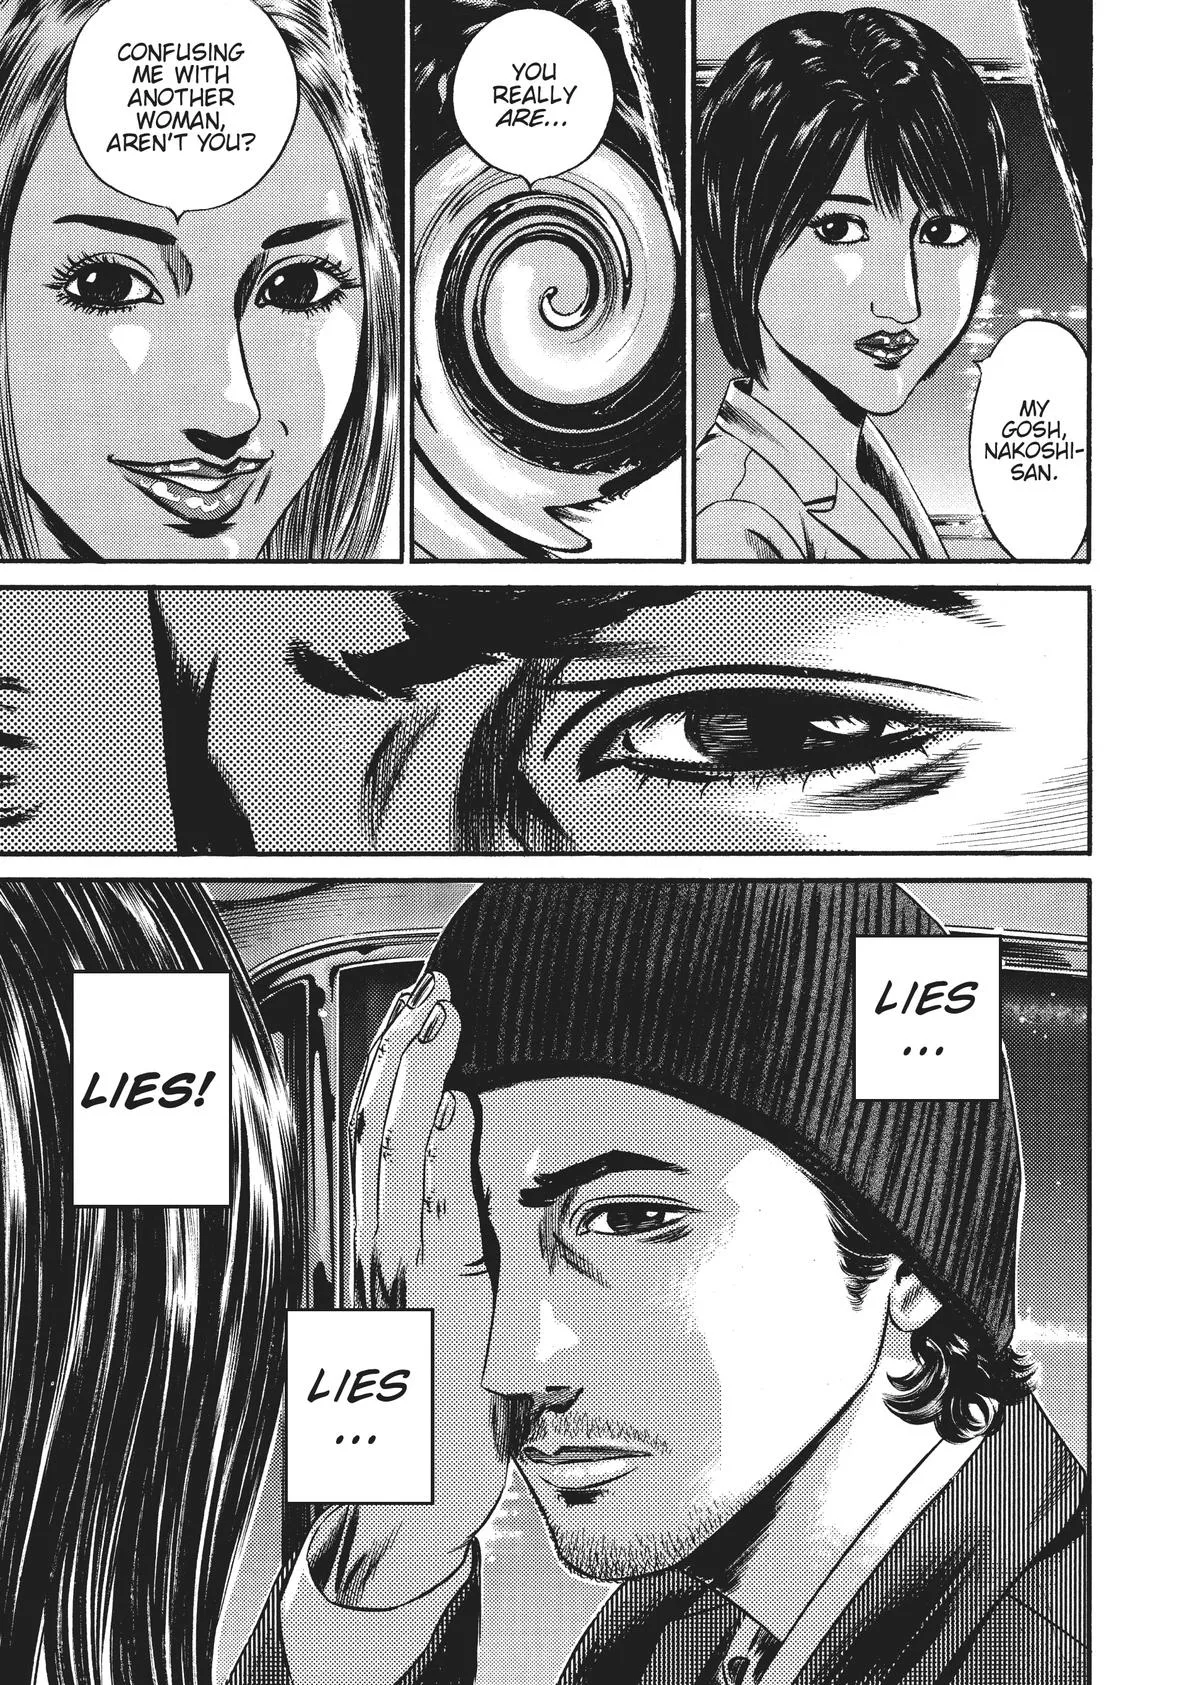 MY
GOSH,
NAKOSHI-
SAN.
YOU
REALLY
ARE...
CONFUSING
ME WITH
ANOTHER
WOMAN,
AREN'T YOU?
LIES
...
LIES
...
LIES!